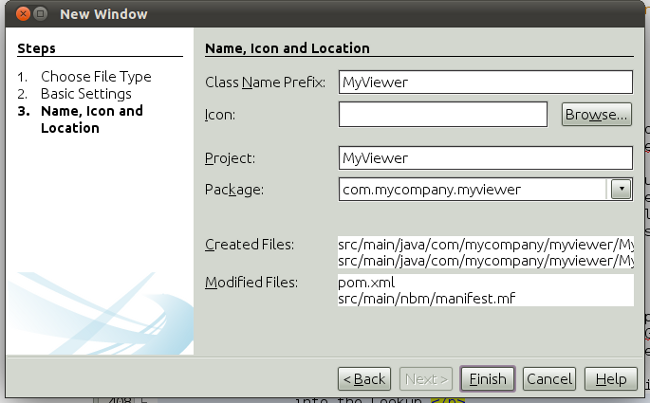 New Window
Steps
1. Choose File Type
2. Basic Settings
3. Name, Icon and
Location
Name, Icon and Location
Class Name Prefix: MyViewer
Icon: Browse...
Project: MyViewer
Package: com.mycompany.myviewer
Created Files: src/main/java/com/mycompany/myviewer/My
src/main/java/com/mycompany/myviewer/My
Modified Files: pom.xml
src/main/nbm/manifest.mf
< Back Next > Finish Cancel Help
into the Lookup.</p>